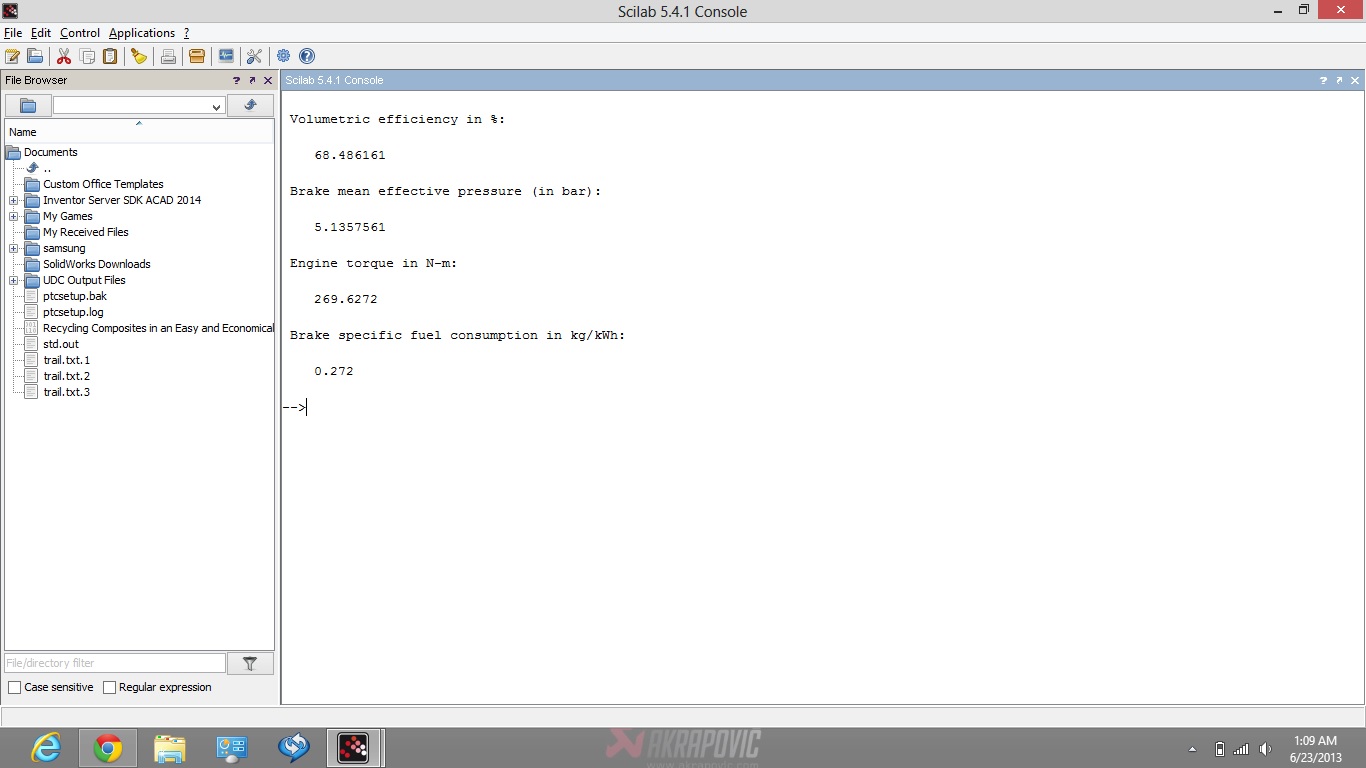 Scilab 5.4.1 Console
File Edit Control Applications ?
File Browser
Scilab 5.4.1 Console
Name
Documents
..
Custom Office Templates
Inventor Server SDK ACAD 2014
My Games
My Received Files
samsung
SolidWorks Downloads
UDC Output Files
ptcsetup.bak
ptcsetup.log
Recycling Composites in an Easy and Economical
std.out
trail.txt.1
trail.txt.2
trail.txt.3
File/directory filter
Case sensitive Regular expression
Volumetric efficiency in %:
68.486161
Brake mean effective pressure (in bar):
5.1357561
Engine torque in N-m:
269.6272
Brake specific fuel consumption in kg/kWh:
0.272
-->
AKRAPOVIC
www.akrapovic.com
1:09 AM
6/23/2013